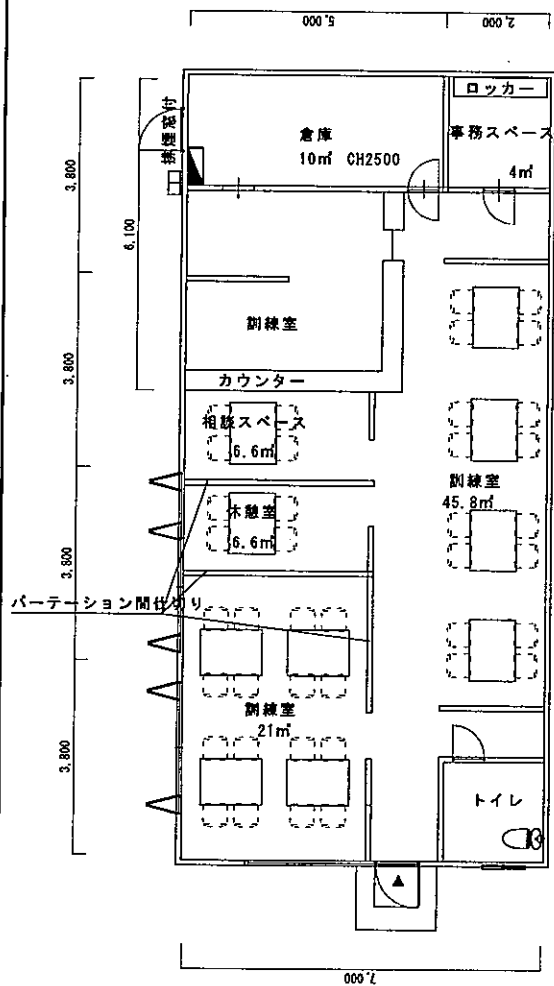 5,000
2,000
ロッカー
排煙窓付
倉庫
10㎡ CH2500
事務スペース
4㎡
3,800
6,100
訓練室
3,800
カウンター
相談スペース
6.6㎡
訓練室
45.8㎡
休憩室
6.6㎡
3,800
パーテーション間仕切り
訓練室
21㎡
3,800
トイレ
7,000